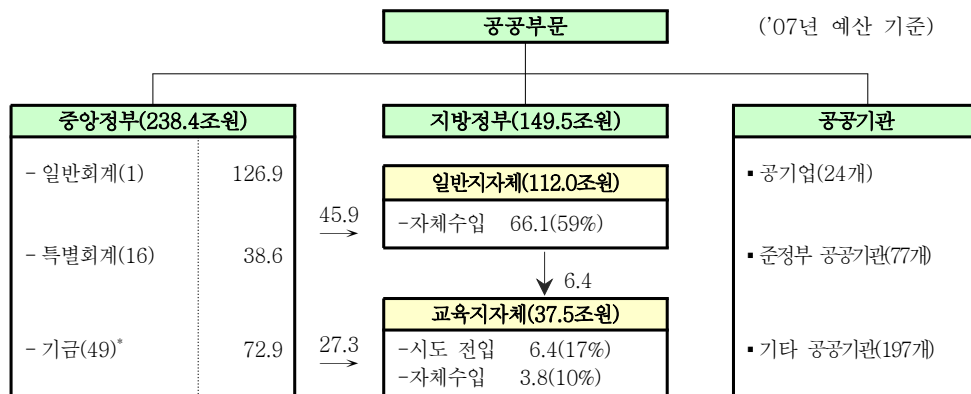 공공부문
('07년 예산 기준)
중앙정부(238.4조원)
- 일반회계(1) 126.9
- 특별회계(16) 38.6
- 기금(49)* 72.9
45.9
27.3
지방정부(149.5조원)
일반지자체(112.0조원)
-자체수입 66.1(59%)
6.4
교육지자체(37.5조원)
-시도 전입 6.4(17%)
-자체수입 3.8(10%)
공공기관
▪ 공기업(24개)
▪ 준정부 공공기관(77개)
▪ 기타 공공기관(197개)